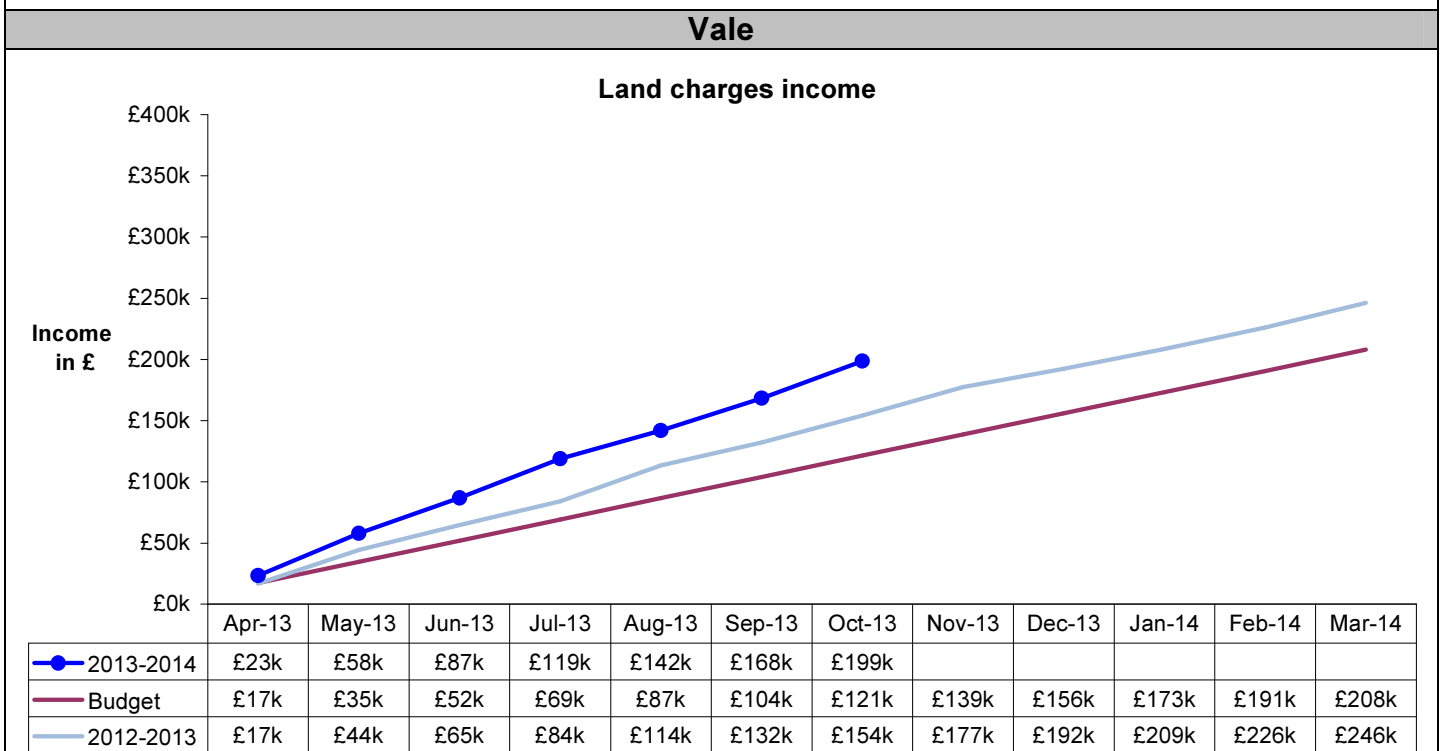 Vale
Land charges income
£400k
£350k
£300k
£250k
£200k
£150k
£100k
£50k
£0k
Income
in £
Apr-13 May-13 Jun-13 Jul-13 Aug-13 Sep-13 Oct-13 Nov-13 Dec-13 Jan-14 Feb-14 Mar-14
2013-2014 £23k £58k £87k £119k £142k £168k £199k
Budget £17k £35k £52k £69k £87k £104k £121k £139k £156k £173k £191k £208k
2012-2013 £17k £44k £65k £84k £114k £132k £154k £177k £192k £209k £226k £246k